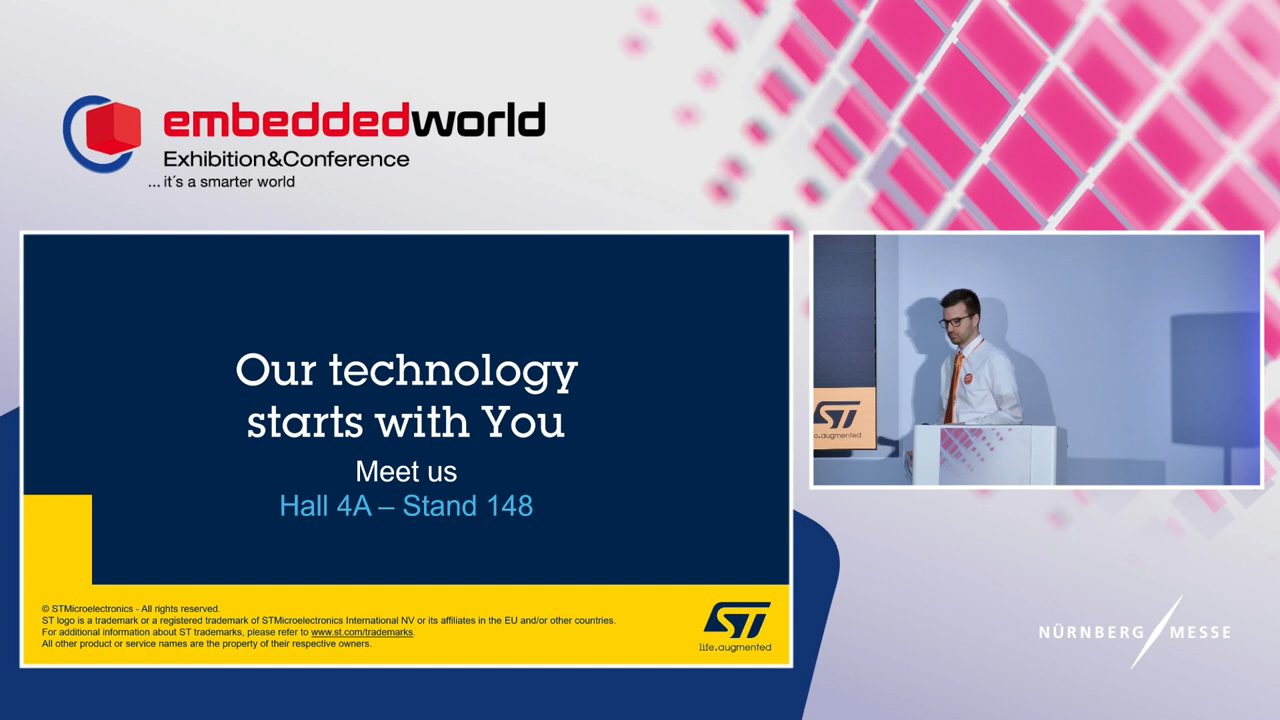 embeddedworld
Exhibition&Conference
... it´s a smarter world
Our technology
starts with You
Meet us
Hall 4A – Stand 148
© STMicroelectronics - All rights reserved.
ST logo is a trademark or a registered trademark of STMicroelectronics International NV or its affiliates in the EU and/or other countries.
For additional information about ST trademarks, please refer to www.st.com/trademarks.
All other product or service names are the property of their respective owners.
ST
life.augmented
ST
life.augmented
NÜRNBERG MESSE